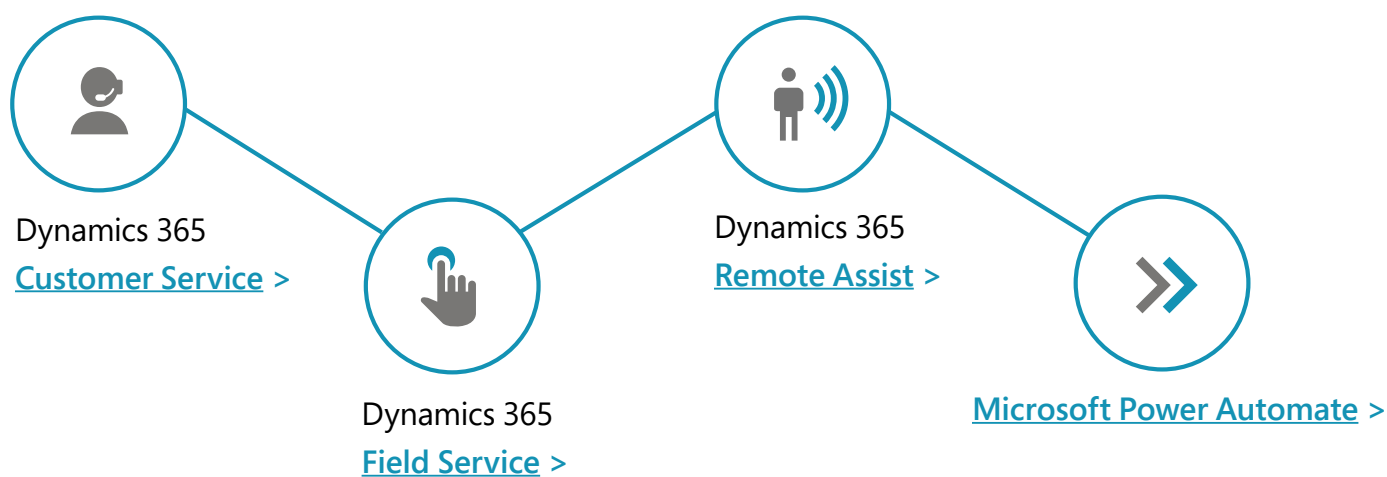 Dynamics 365
Customer Service >
Dynamics 365
Field Service >
Dynamics 365
Remote Assist >
Microsoft Power Automate >